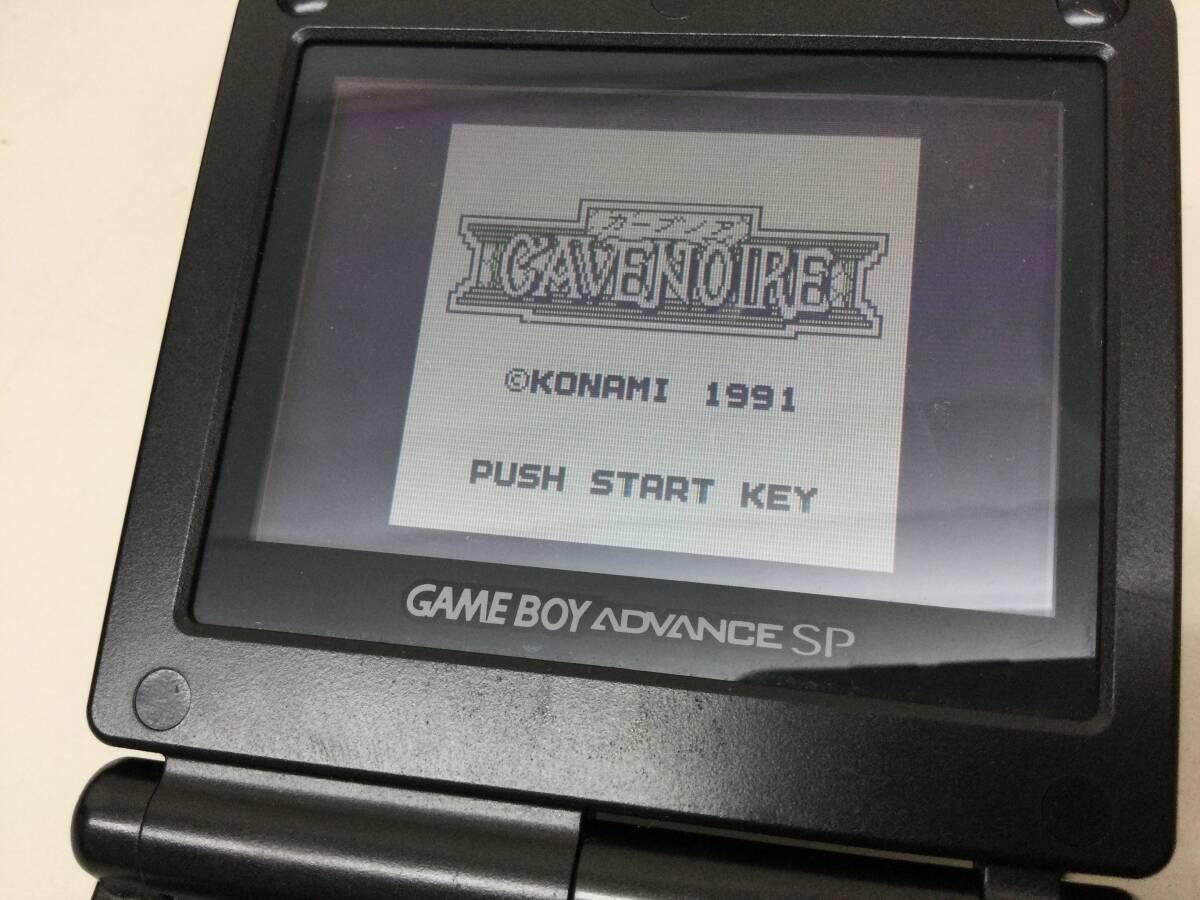 カーブノア
CAVENOIRE
©KONAMI 1991
PUSH START KEY
GAME BOY ADVANCE SP